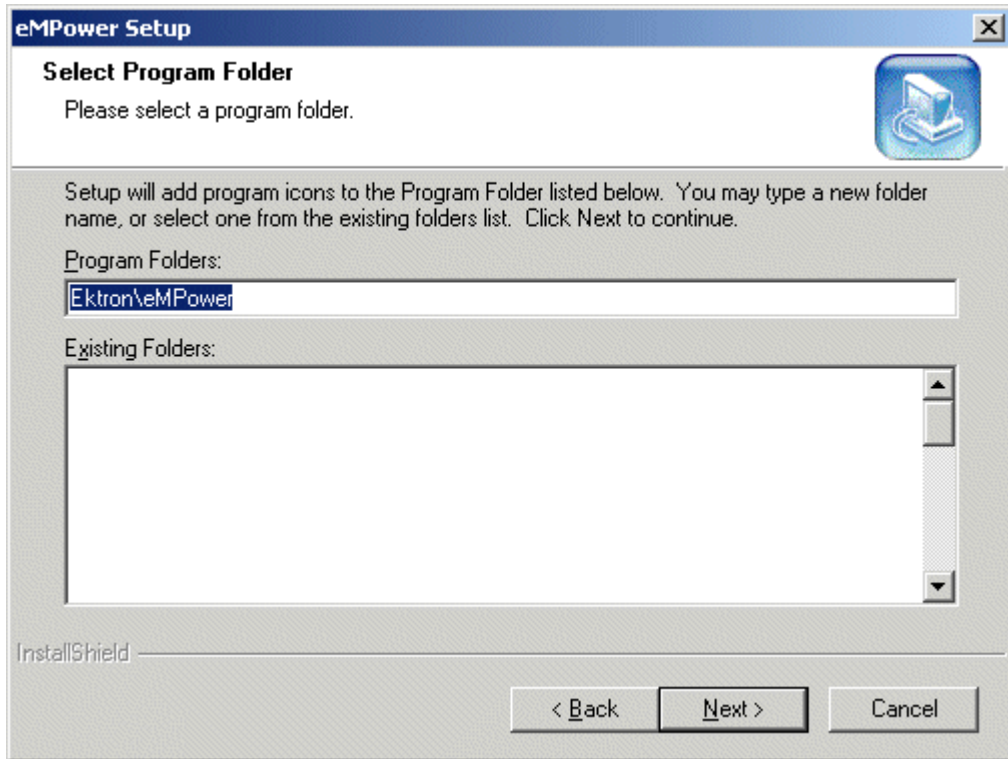 eMPower Setup
Select Program Folder
Please select a program folder.
Setup will add program icons to the Program Folder listed below.  You may type a new folder
name, or select one from the existing folders list.  Click Next to continue.
Program Folders:
Ektron\eMPower
Existing Folders:
InstallShield
< Back
Next >
Cancel